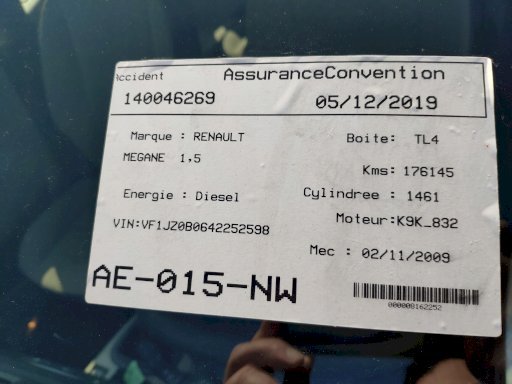 Accident AssuranceConvention
140046269 05/12/2019
Marque : RENAULT Boite: TL4
MEGANE 1,5
Kms: 176145
Energie : Diesel Cylindree : 1461
VIN:VF1JZ0B0642252598 Moteur:K9K_832
Mec : 02/11/2009
AE-015-NW
000008162252